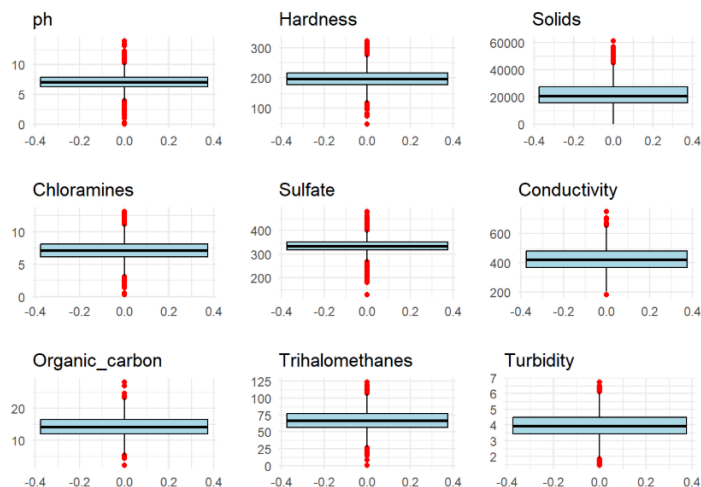 ph
Hardness
Solids
10
5
0
-0.4 -0.2 0.0 0.2 0.4
300
200
100
-0.4 -0.2 0.0 0.2 0.4
60000
40000
20000
0
-0.4 -0.2 0.0 0.2 0.4
Chloramines
Sulfate
Conductivity
10
5
0
-0.4 -0.2 0.0 0.2 0.4
400
300
200
-0.4 -0.2 0.0 0.2 0.4
600
400
200
-0.4 -0.2 0.0 0.2 0.4
Organic_carbon
Trihalomethanes
Turbidity
20
10
-0.4 -0.2 0.0 0.2 0.4
125
100
75
50
25
0
-0.4 -0.2 0.0 0.2 0.4
7
6
5
4
3
2
-0.4 -0.2 0.0 0.2 0.4